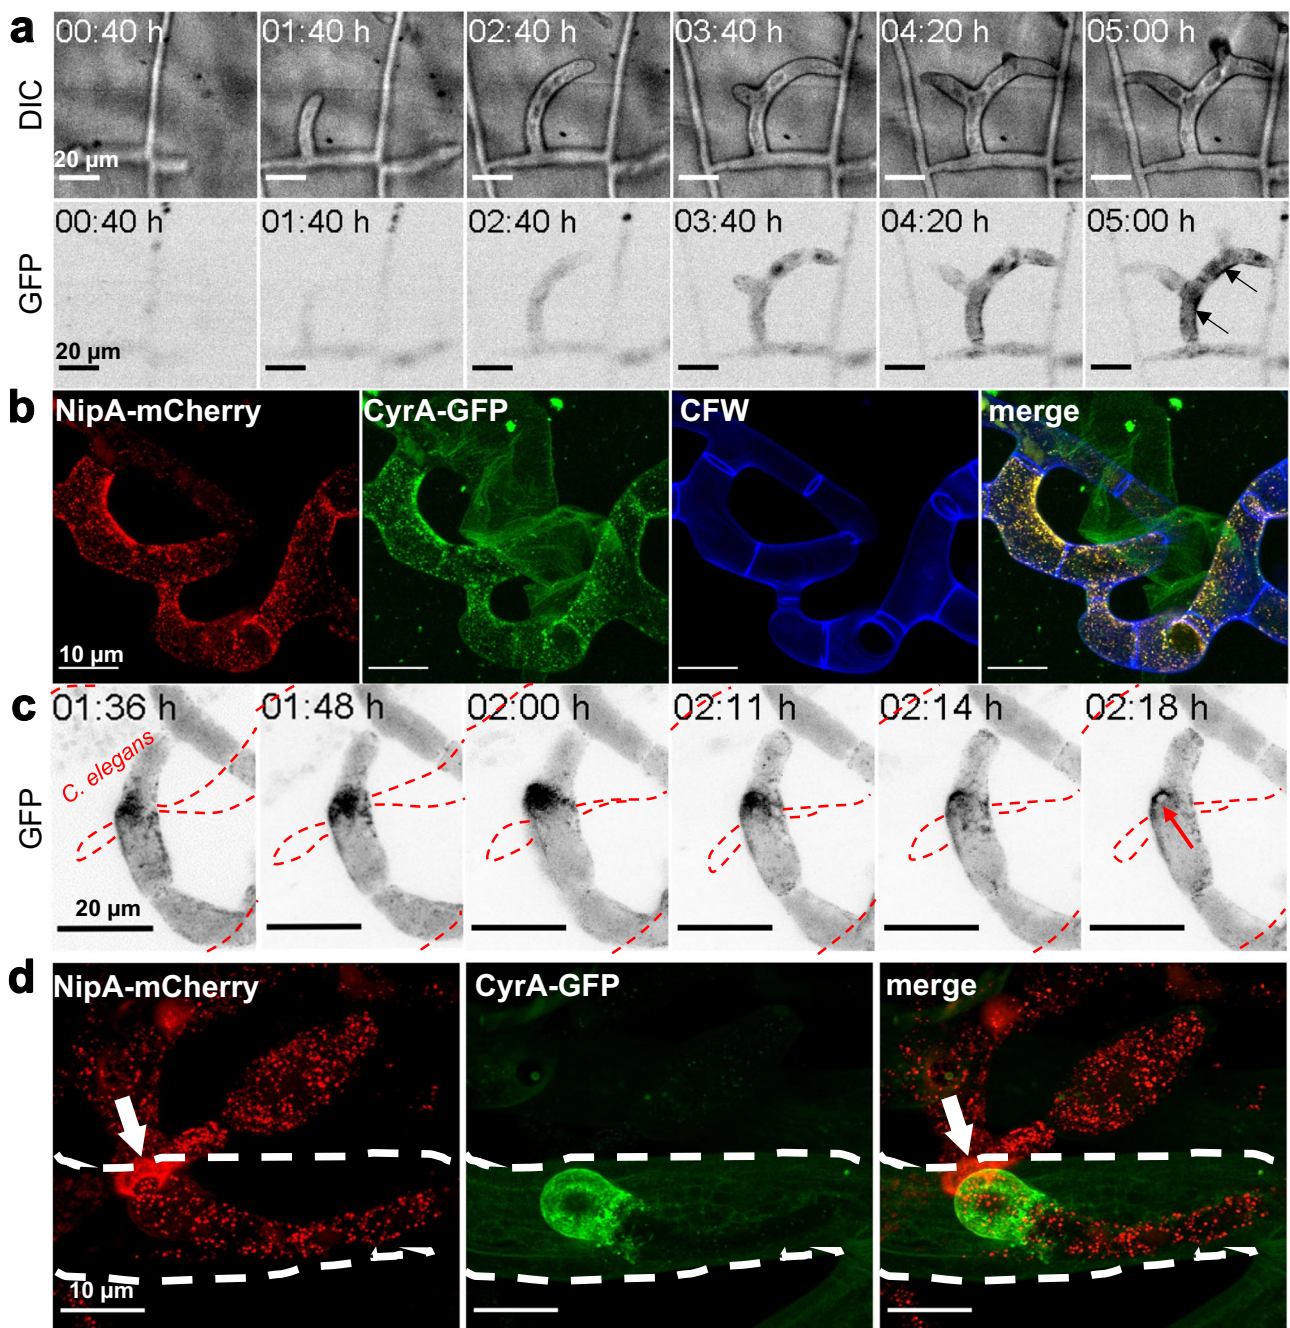 a
DIC
00:40 h
01:40 h
02:40 h
03:40 h
04:20 h
05:00 h
20 µm
GFP
00:40 h
01:40 h
02:40 h
03:40 h
04:20 h
05:00 h
20 µm
b
NipA-mCherry
CyrA-GFP
CFW
merge
10 µm
c
GFP
01:36 h
01:48 h
02:00 h
02:11 h
02:14 h
02:18 h
C. elegans
20 µm
d
NipA-mCherry
CyrA-GFP
merge
10 µm